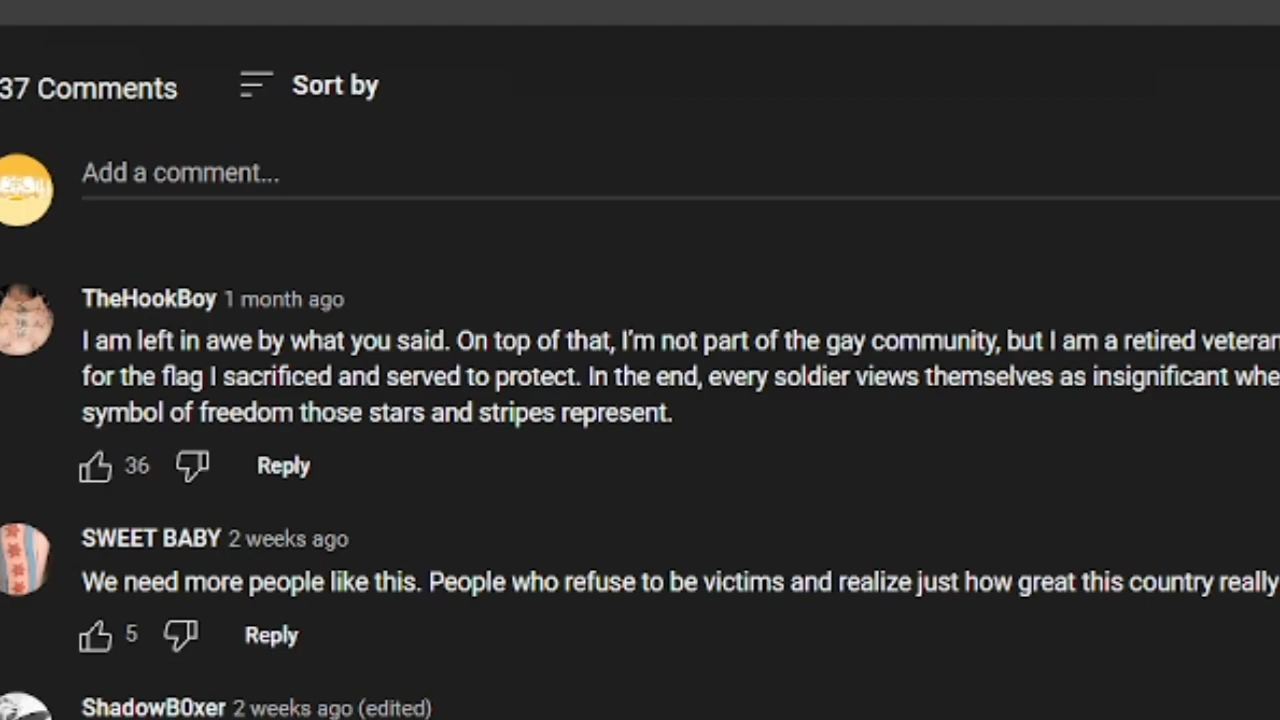 37 Comments
Sort by
Add a comment...
TheHookBoy 1 month ago
I am left in awe by what you said. On top of that, I'm not part of the gay community, but I am a retired veteran
for the flag I sacrificed and served to protect. In the end, every soldier views themselves as insignificant whe
symbol of freedom those stars and stripes represent.
36
Reply
SWEET BABY 2 weeks ago
We need more people like this. People who refuse to be victims and realize just how great this country really
5
Reply
ShadowB0xer 2 weeks ago (edited)